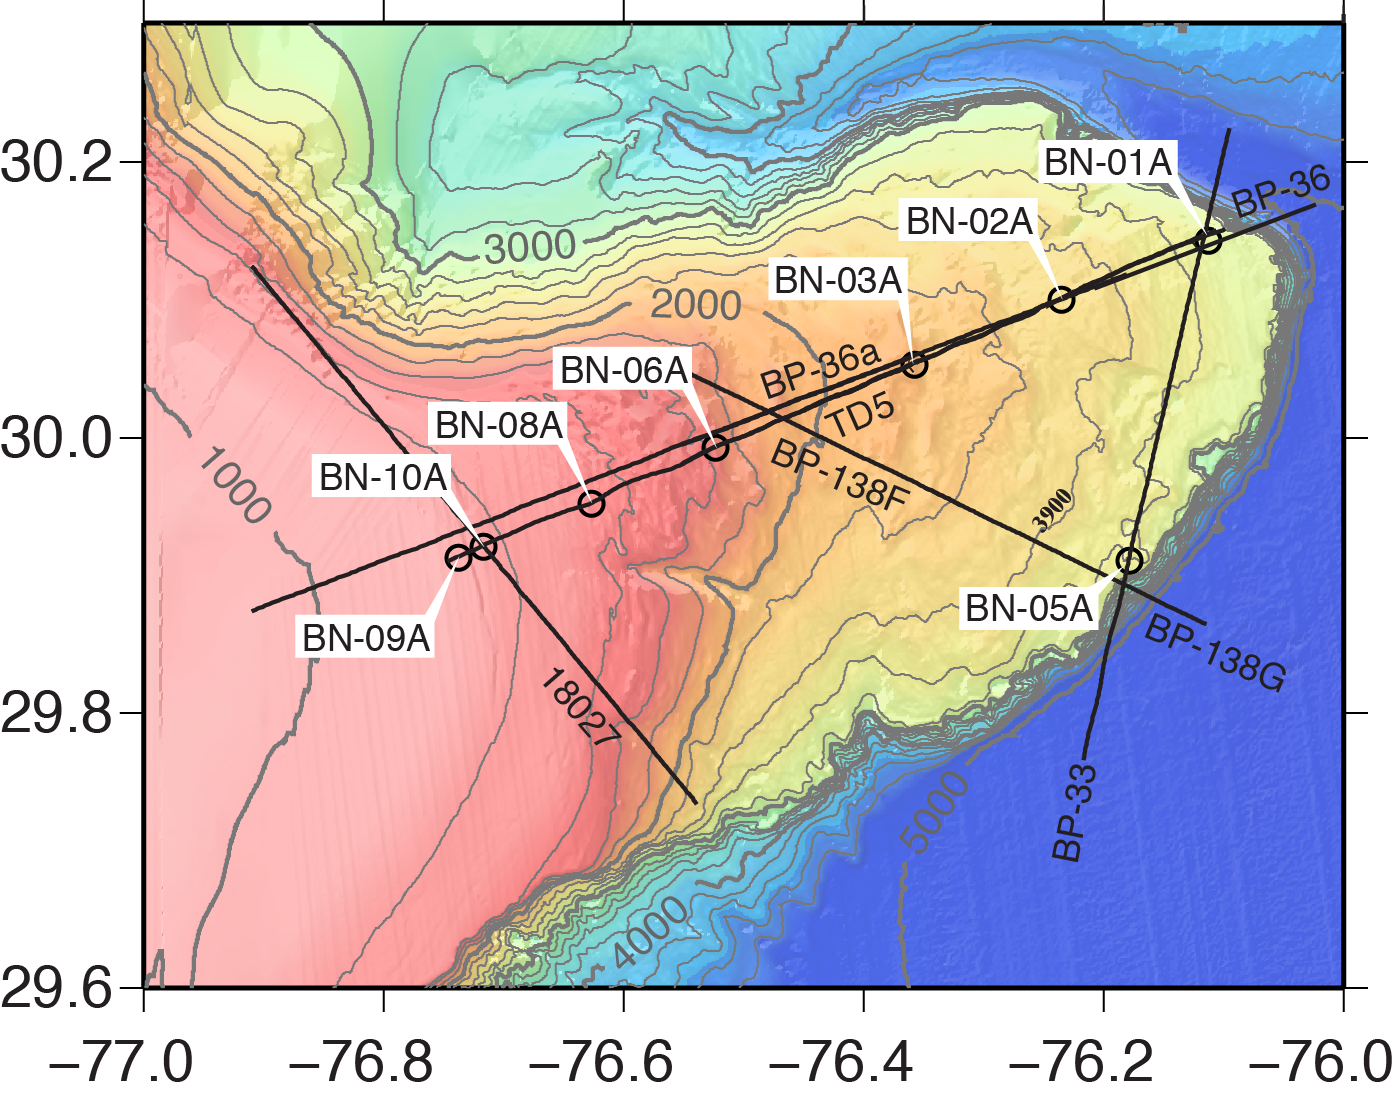 30.2
30.0
29.8
29.6
BN-01A
BP-36
BN-02A
3000
BN-03A
2000
BP-36a
BN-06A
TD5
BN-08A
BP-138F
BN-10A
1000
3900
BN-05A
BN-09A
BP-138G
18027
5000
BP-33
4000
−77.0
−76.8
−76.6
−76.4
−76.2
−76.0